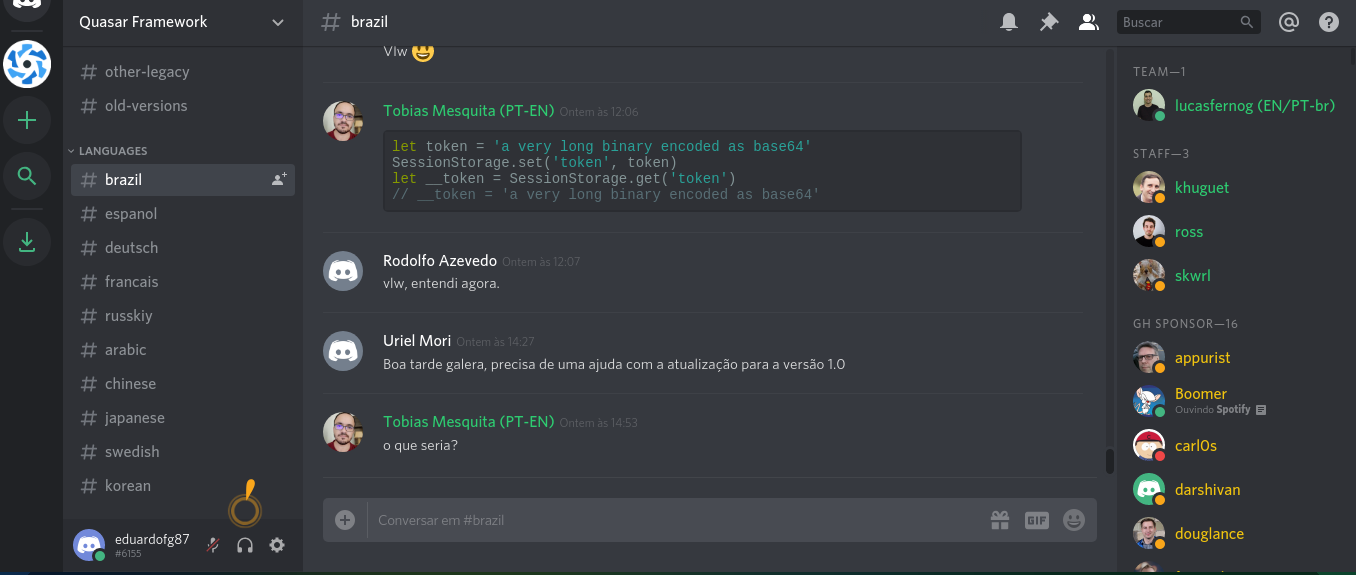 Quasar Framework
other-legacy
old-versions
LANGUAGES
brazil
espanol
deutsch
francais
russkiy
arabic
chinese
japanese
swedish
korean
eduardofg87
#6155
# brazil
Buscar
Vlw
Tobias Mesquita (PT-EN) Ontem às 12:06
let token = 'a very long binary encoded as base64'
SessionStorage.set('token', token)
let __token = SessionStorage.get('token')
// __token = 'a very long binary encoded as base64'
Rodolfo Azevedo Ontem às 12:07
vlw, entendi agora.
Uriel Mori Ontem às 14:27
Boa tarde galera, precisa de uma ajuda com a atualização para a versão 1.0
Tobias Mesquita (PT-EN) Ontem às 14:53
o que seria?
Conversar em #brazil
GIF
TEAM—1
lucasfernog (EN/PT-br)
STAFF—3
khuguet
ross
skwrl
GH SPONSOR—16
appurist
Boomer
Ouvindo Spotify
carl0s
darshivan
douglance